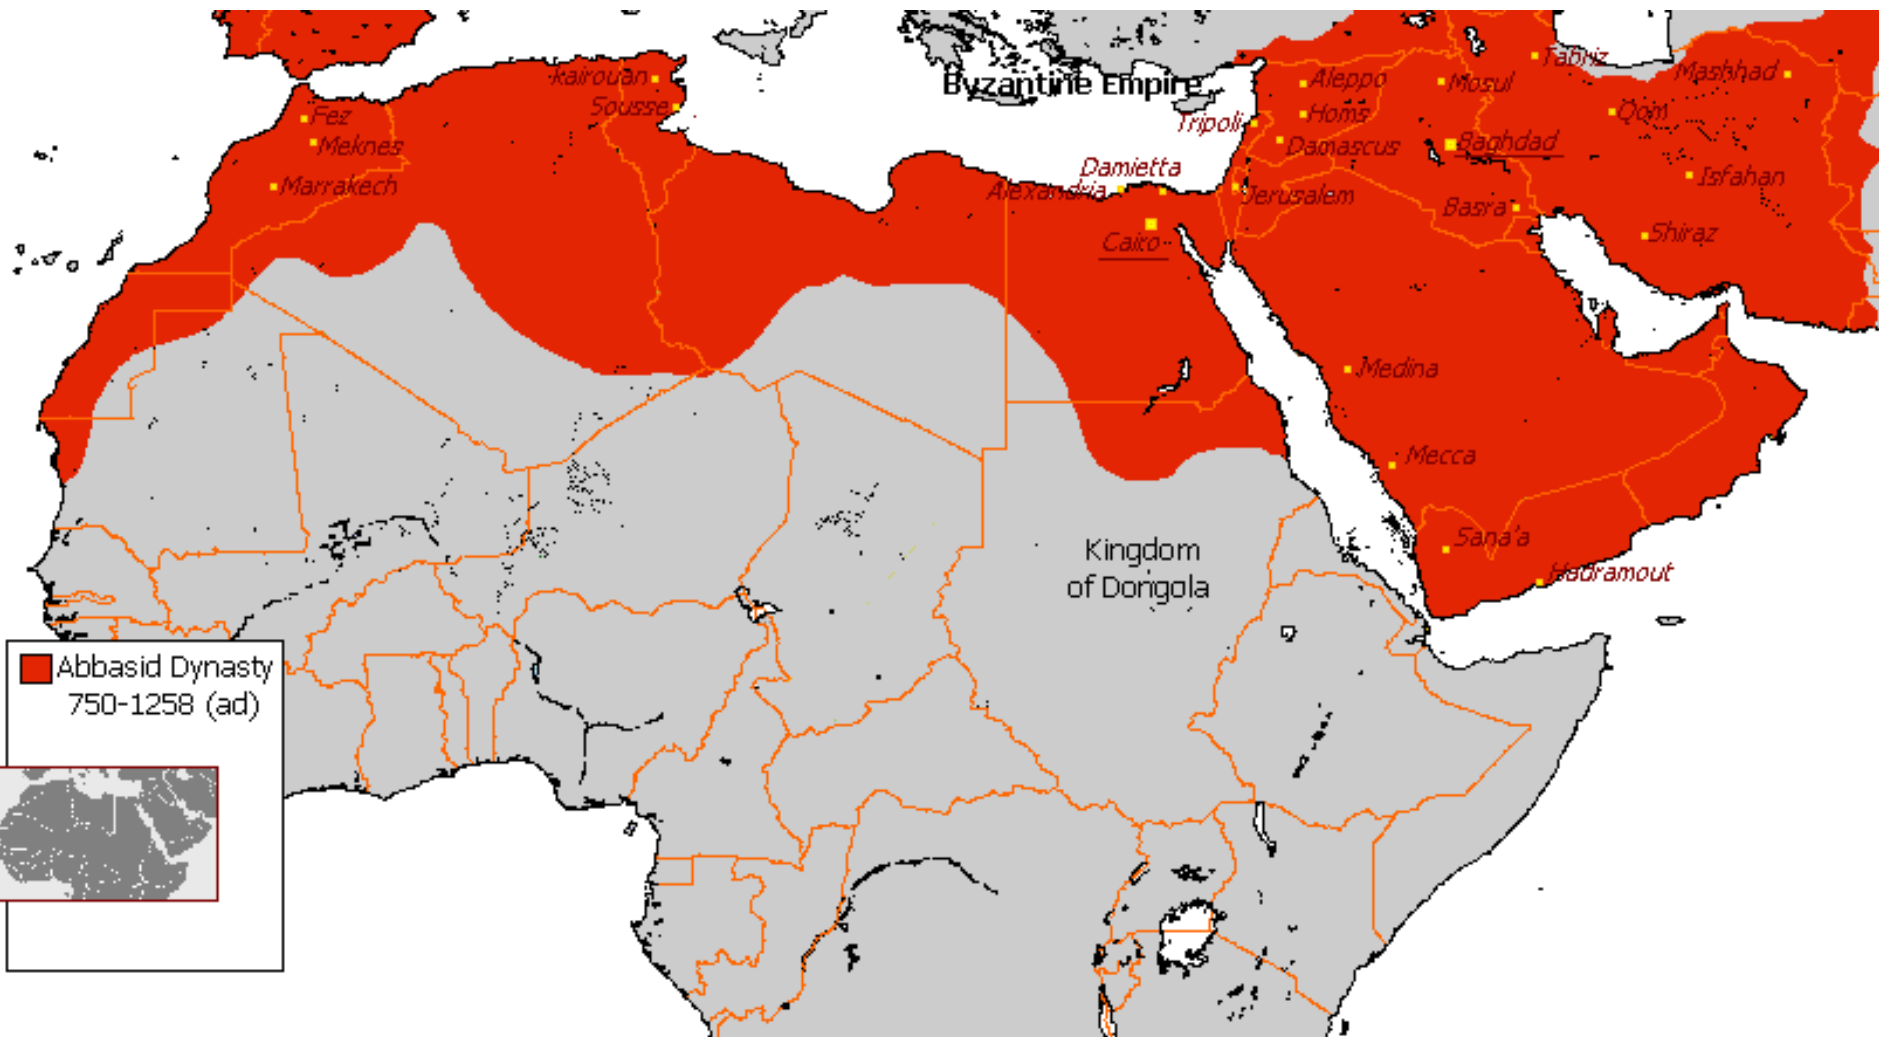 Tabriz
Byzantine Empire
kairouan
Aleppo
Mosul
Mashhad
Sousse
Fez
Tripoli
Homs
Qom
Meknes
Damascus
Baghdad
Marrakech
Damietta
Alexandria
Jerusalem
Isfahan
Basra
Cairo
Shiraz
Medina
Mecca
Sana'a
Kingdom
of Dongola
Hadramout
Abbasid Dynasty
750-1258 (ad)